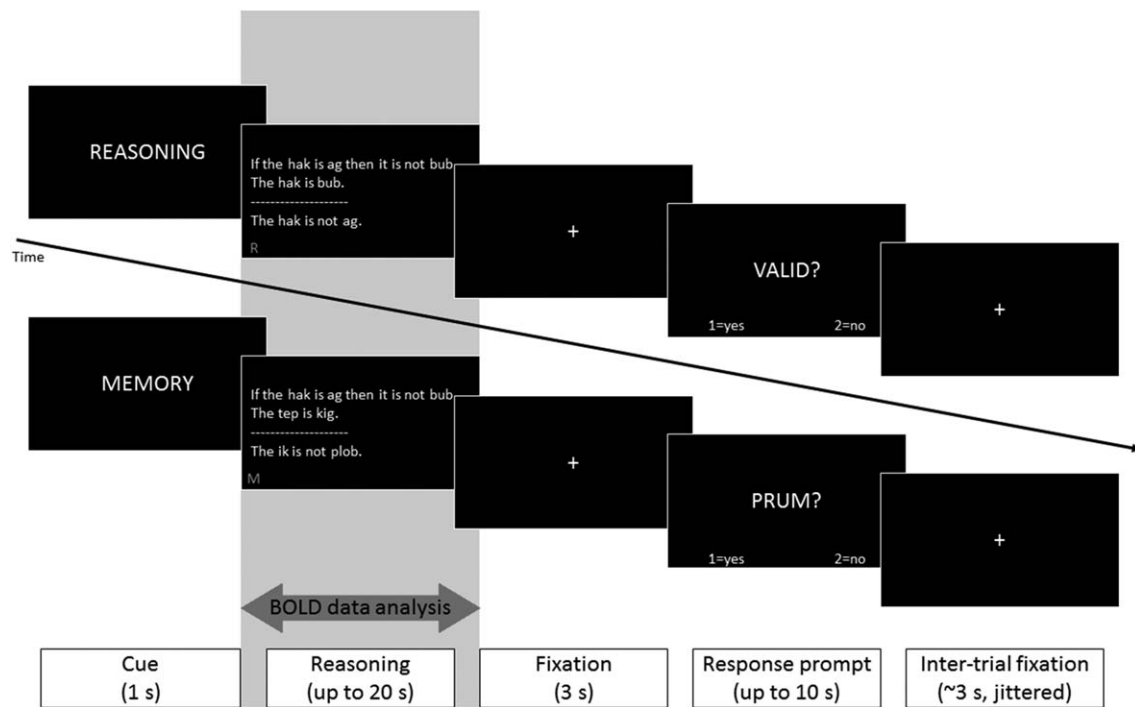 REASONING
If the hak is ag then it is not bub
The hak is bub.
--------------------
The hak is not ag.
R
+
VALID?
1=yes 2=no
+
Time
MEMORY
If the hak is ag then it is not bub
The tep is kig.
--------------------
The ik is not plob.
M
+
PRUM?
1=yes 2=no
+
BOLD data analysis
Cue
(1 s)
Reasoning
(up to 20 s)
Fixation
(3 s)
Response prompt
(up to 10 s)
Inter-trial fixation
(~3 s, jittered)